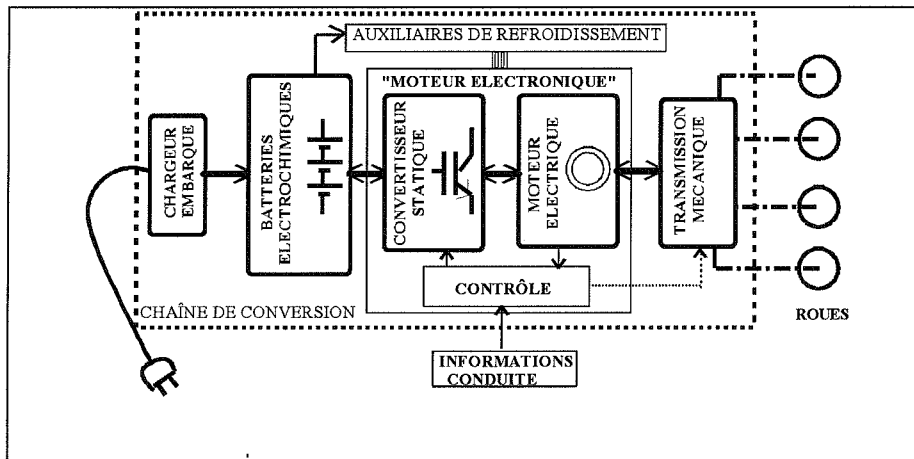 AUXILIAIRES DE REFROIDISSEMENT
"MOTEUR ELECTRONIQUE"
CHARGEUR
EMBARQUE
BATTERIES
ELECTROCHIMIQUES
CONVERTISSEUR
STATIQUE
MOTEUR
ELECTRIQUE
TRANSMISSION
MECANIQUE
CONTRÔLE
CHAÎNE DE CONVERSION
ROUES
INFORMATIONS
CONDUITE